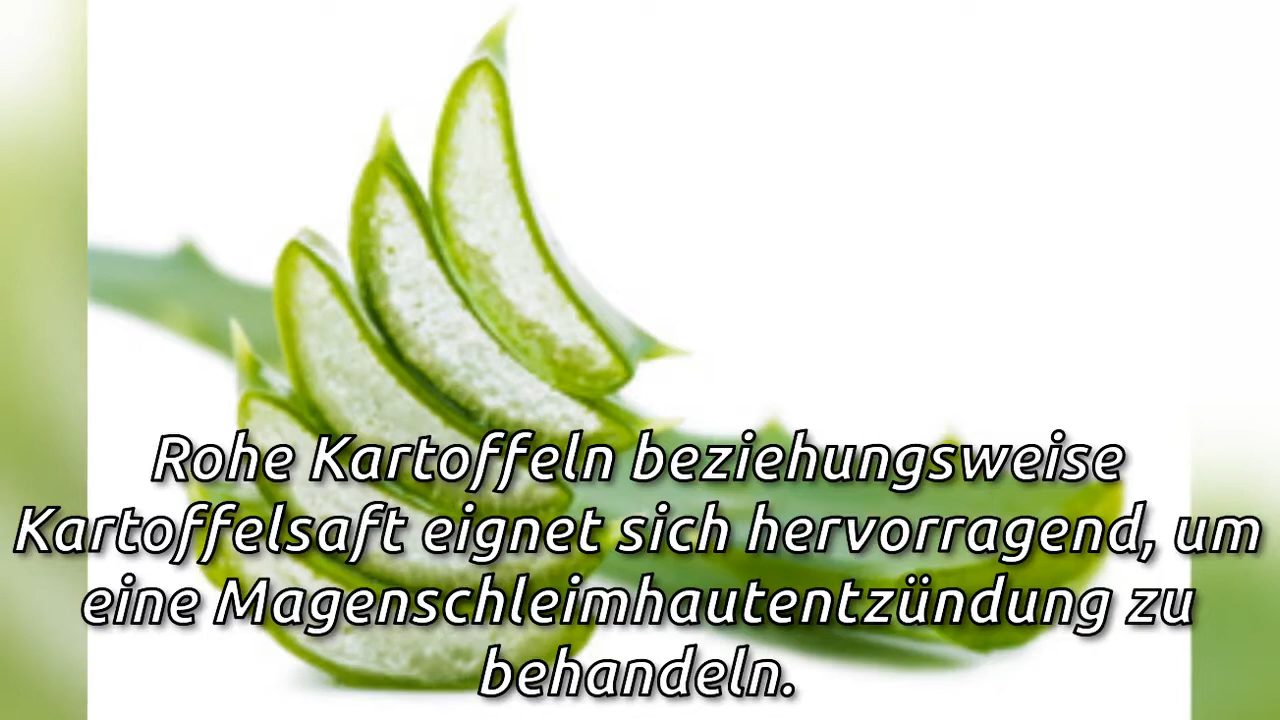 Rohe Kartoffeln beziehungsweise
Kartoffelsaft eignet sich hervorragend, um
eine Magenschleimhautentzündung zu
behandeln.